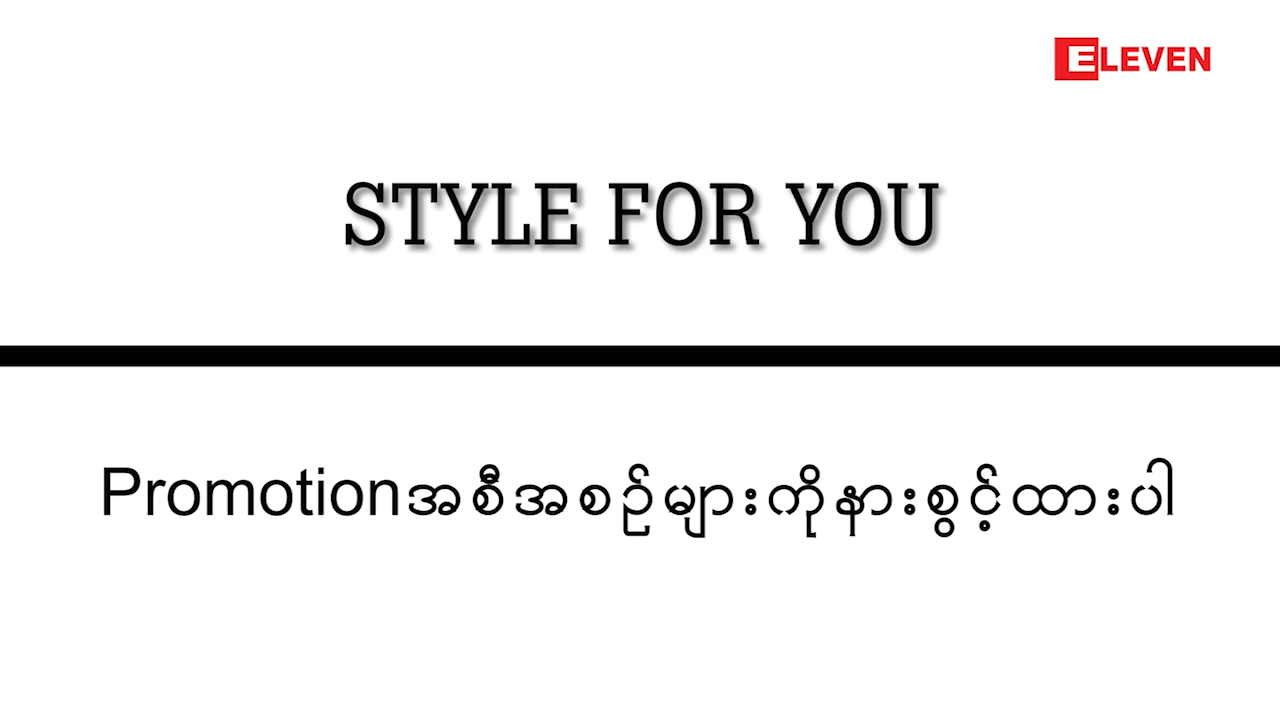 ELEVEN
STYLE FOR YOU
Promotionအစီအစဉ်များကိုနားစွင့်ထားပါ